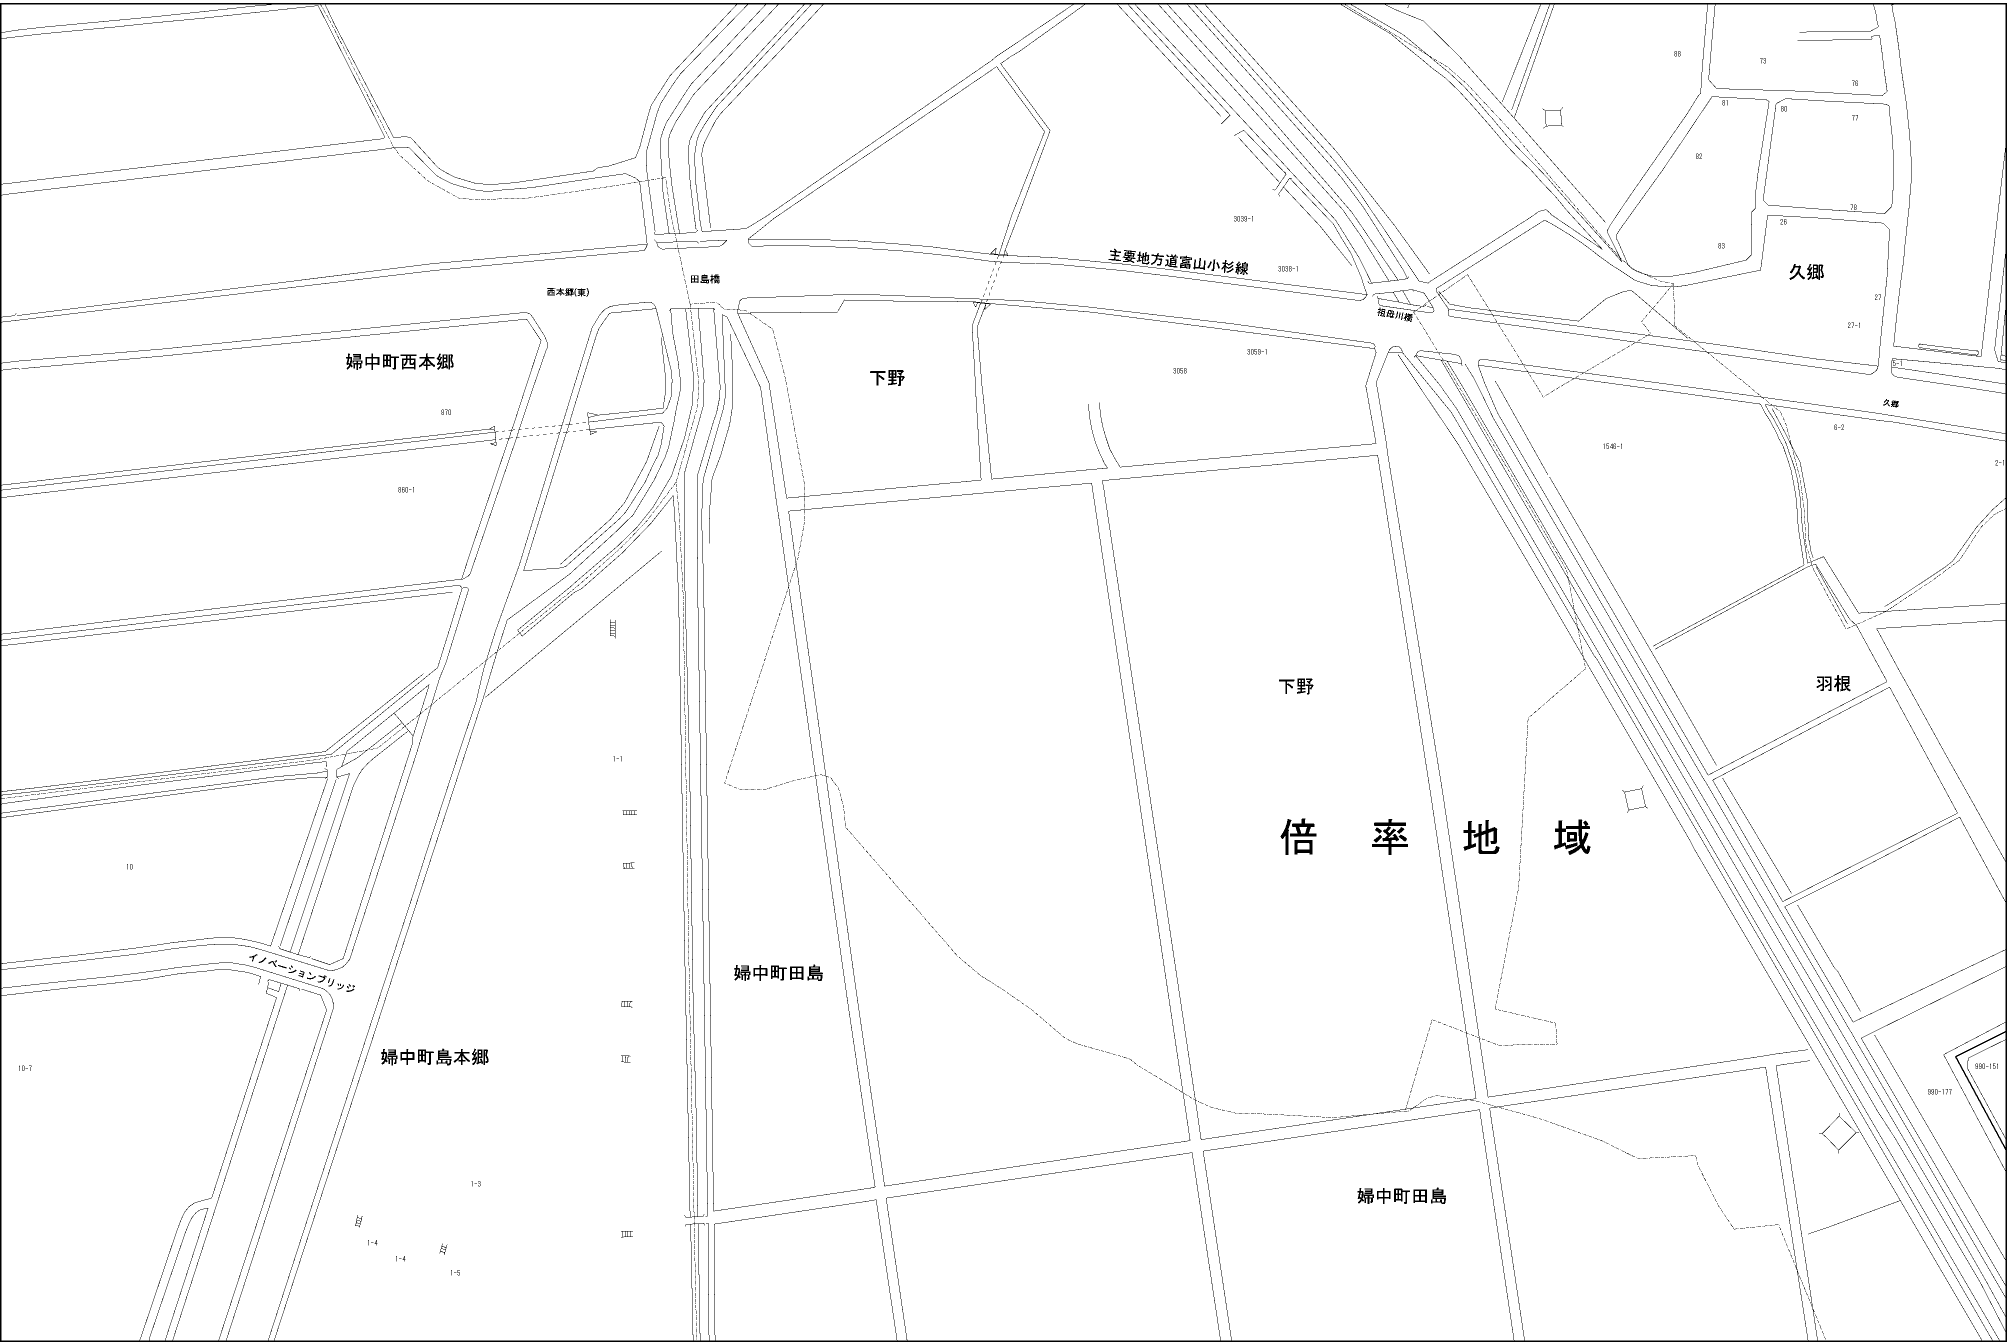 88
73
76
81
80
77
82
78
26
83
3039-1
3038-1
主要地方道富山小杉線
久郷
田島橋
西本郷(東)
27
27-1
祖母川橋
婦中町西本郷
下野
3058
3059-1
5-1
久郷
870
6-2
1546-1
2-1
860-1
下野
羽根
1-1
倍率地域
10
イノベーションブリッジ
婦中町田島
婦中町島本郷
10-7
990-151
990-177
1-3
婦中町田島
1-4
1-4
1-5